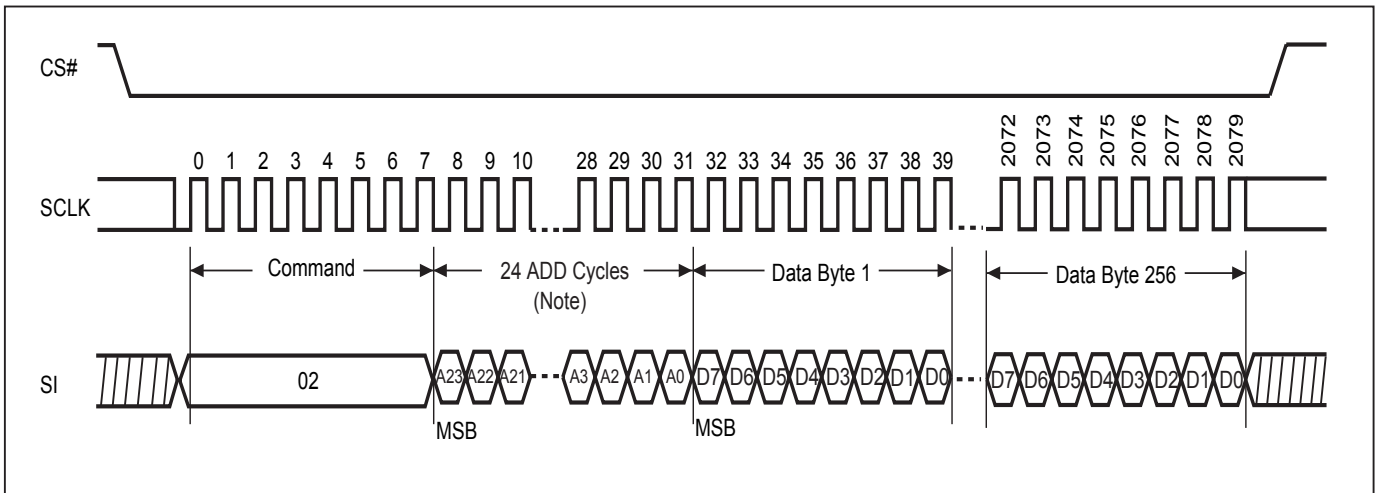 CS#
2072 2073 2074 2075 2076 2077 2078 2079
0 1 2 3 4 5 6 7 8 9 10 28 29 30 31 32 33 34 35 36 37 38 39
SCLK
Command 24 ADD Cycles Data Byte 1 Data Byte 256
(Note)
SI 02 A23 A22 A21 A3 A2 A1 A0 D7 D6 D5 D4 D3 D2 D1 D0 D7 D6 D5 D4 D3 D2 D1 D0
MSB MSB